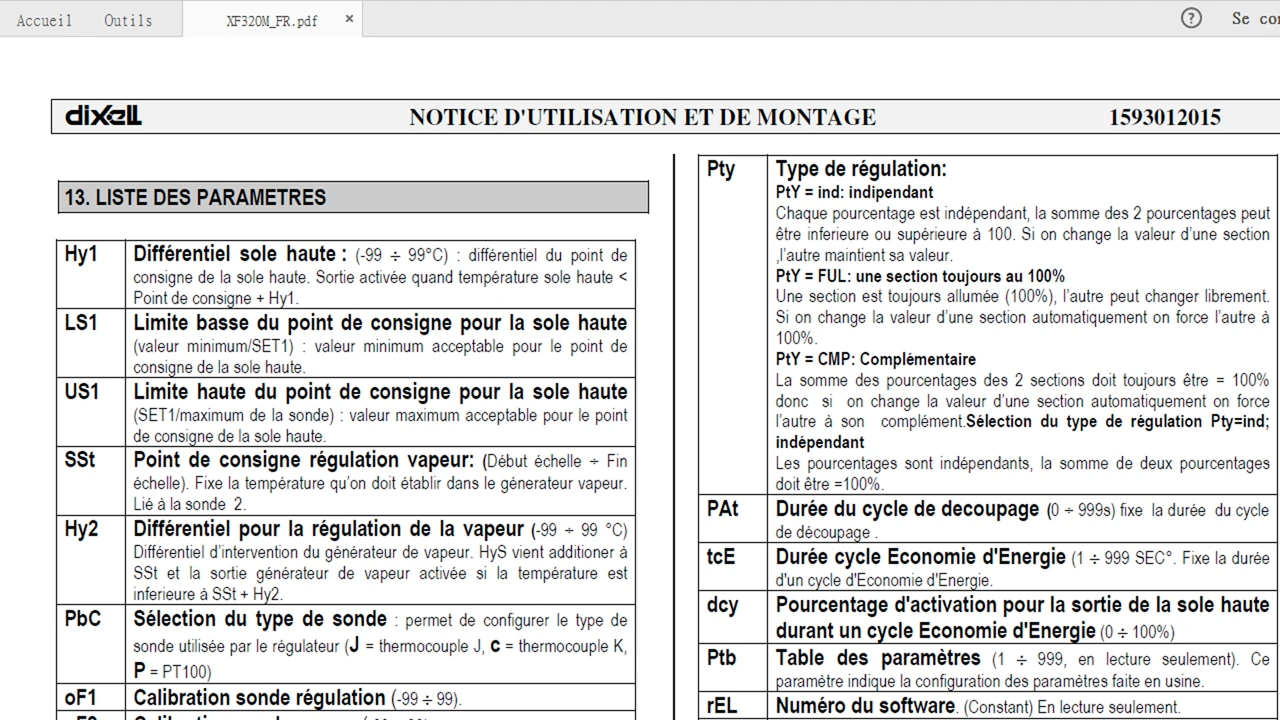 Accueil Outils XF320M_FR.pdf × ? Se co
dixell NOTICE D'UTILISATION ET DE MONTAGE 1593012015
13. LISTE DES PARAMETRES
Hy1 Différentiel sole haute : (-99 ÷ 99°C) : différentiel du point de
consigne de la sole haute. Sortie activée quand température sole haute <
Point de consigne + Hy1.
LS1 Limite basse du point de consigne pour la sole haute
(valeur minimum/SET1) : valeur minimum acceptable pour le point de
consigne de la sole haute.
US1 Limite haute du point de consigne pour la sole haute
(SET1/maximum de la sonde) : valeur maximum acceptable pour le point
de consigne de la sole haute.
SSt Point de consigne régulation vapeur: (Début échelle ÷ Fin
échelle). Fixe la température qu'on doit établir dans le génerateur vapeur.
Lié à la sonde 2.
Hy2 Différentiel pour la régulation de la vapeur (-99 ÷ 99 °C)
Différentiel d'intervention du générateur de vapeur. HyS vient additioner à
SSt et la sortie générateur de vapeur activée si la température est
inferieure à SSt + Hy2.
PbC Sélection du type de sonde : permet de configurer le type de
sonde utilisée par le régulateur (J = thermocouple J, c = thermocouple K,
P = PT100)
oF1 Calibration sonde régulation (-99 ÷ 99).
Pty Type de régulation:
PtY = ind: indipendant
Chaque pourcentage est indépendant, la somme des 2 pourcentages peut
être inferieure ou supérieure à 100. Si on change la valeur d'une section
,l'autre maintient sa valeur.
PtY = FUL: une section toujours au 100%
Une section est toujours allumée (100%), l'autre peut changer librement.
Si on change la valeur d'une section automatiquement on force l'autre à
100%.
PtY = CMP: Complémentaire
La somme des pourcentages des 2 sections doit toujours être = 100%
donc si on change la valeur d'une section automatiquement on force
l'autre à son complément.Sélection du type de régulation Pty=ind;
indépendant
Les pourcentages sont indépendants, la somme de deux pourcentages
doit être =100%.
PAt Durée du cycle de decoupage (0 ÷ 999s) fixe la durée du cycle
de découpage .
tcE Durée cycle Economie d'Energie (1 ÷ 999 SEC°. Fixe la durée
d'un cycle d'Economie d'Energie.
dcy Pourcentage d'activation pour la sortie de la sole haute
durant un cycle Economie d'Energie (0 ÷ 100%)
Ptb Table des paramètres (1 ÷ 999, en lecture seulement). Ce
paramètre indique la configuration des paramètres faite en usine.
rEL Numéro du software. (Constant) En lecture seulement.